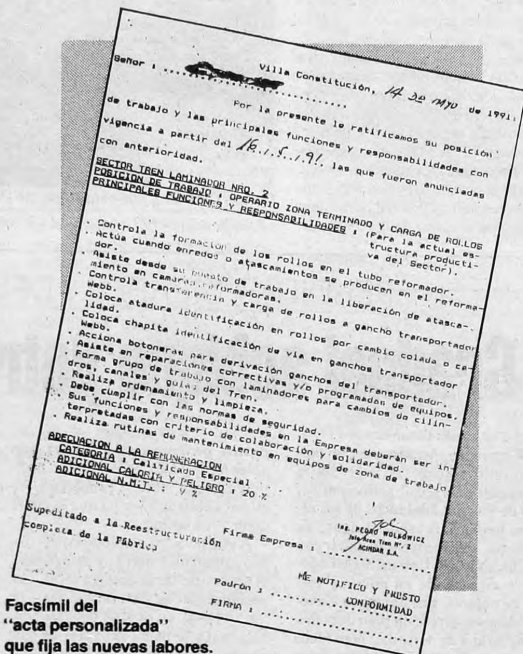 Villa Constitución, 14 de MAYO de 1991.
Señor :
Por la presente le ratificamos su posición
de trabajo y las principales funciones y responsabilidades con
vigencia a partir del 16.5.91. las que fueron anunciadas
con anterioridad.
SECTOR TREN LAMINADOR NRO. 2
POSICION DE TRABAJO : OPERARIO ZONA TERMINADO Y CARGA DE ROLLOS
PRINCIPALES FUNCIONES Y RESPONSABILIDADES : (Para la actual es-
tructura producti-
va del Sector).
. Controla la formación de los rollos en el tubo reformador.
. Actúa cuando enredos o atascamientos se producen en el reforma-
dor.
. Asiste desde su puesto de trabajo en la liberación de atasca-
miento en camaras reformadoras.
. Controla transferencia y carga de rollos a gancho transportador
Webb.
. Coloca atadura identificación en rollos por cambio colada o ca-
lidad.
. Coloca chapita identificación de vía en ganchos transportador
Webb.
. Acciona botoneras para derivación ganchos del transportador.
. Asiste en reparaciones correctivas y/o programadas de equipos.
. Forma grupo de trabajo con laminadores para cambios de cilin-
dros, canales y guías del Tren.
. Realiza ordenamiento y limpieza.
. Debe cumplir con las normas de seguridad.
. Sus funciones y responsabilidades en la Empresa deberán ser in-
terpretadas con criterio de colaboración y solidaridad.
. Realiza rutinas de mantenimiento en equipos de zona de trabajo
ADECUACION A LA REMUNERACION
CATEGORIA : Calificado Especial
ADICIONAL CALORIA Y PELIGRO : 20 %
ADICIONAL N.M.T. : 9 %
Supeditado a la Reestructuración
completa de la Fábrica
Firma Empresa :
Ing. PEDRO WOLKOWICZ
Jefe Area Tren Nº. 2
ACINDAR S.A.
ME NOTIFICO Y PRESTO
CONFORMIDAD
Padrón :
FIRMA :
Facsímil del
"acta personalizada"
que fija las nuevas labores.